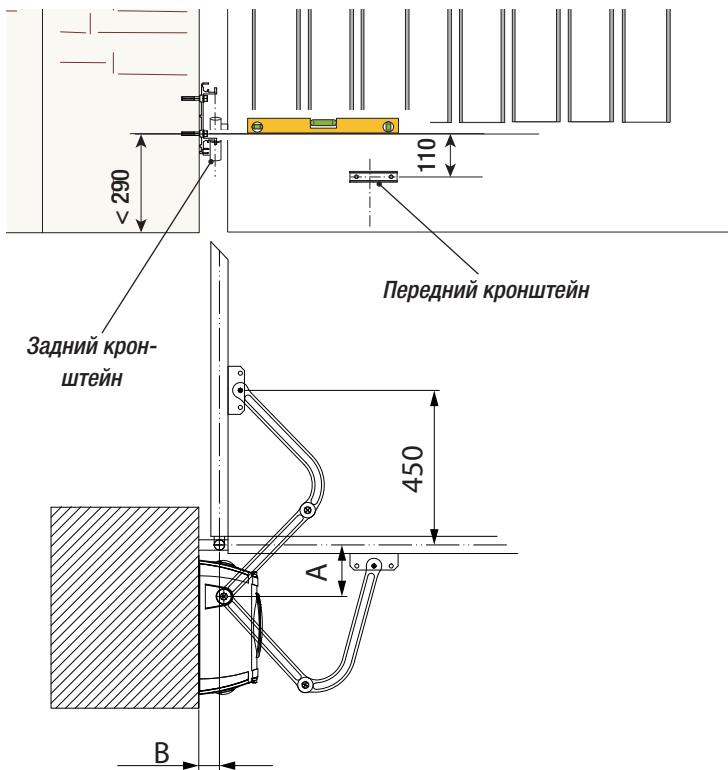 < 290
110
Передний кронштейн
Задний крон-
штейн
450
A
B